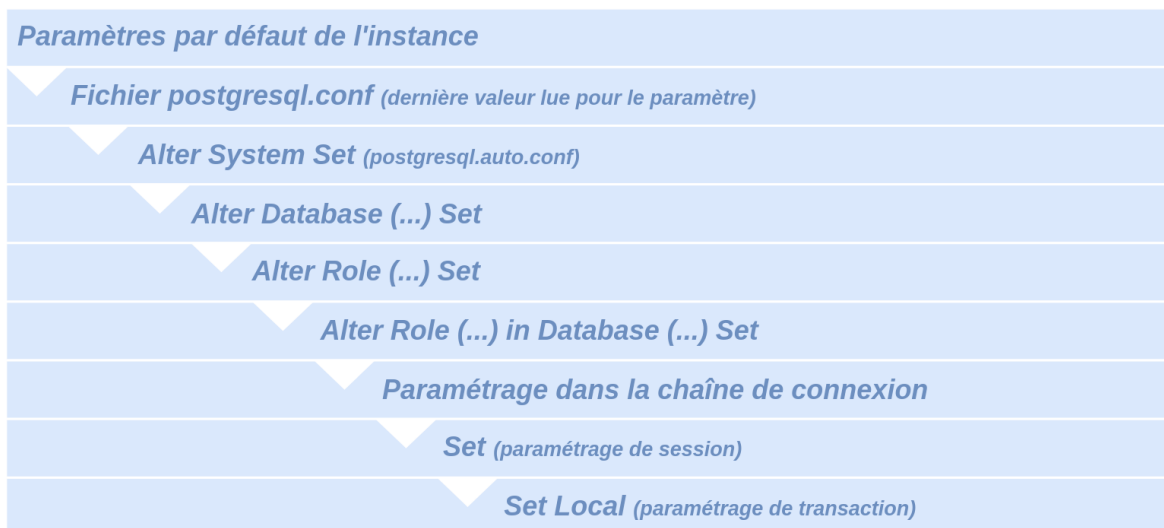 Paramètres par défaut de l'instance
Fichier postgresql.conf (dernière valeur lue pour le paramètre)
Alter System Set (postgresql.auto.conf)
Alter Database (...) Set
Alter Role (...) Set
Alter Role (...) in Database (...) Set
Paramétrage dans la chaîne de connexion
Set (paramétrage de session)
Set Local (paramétrage de transaction)